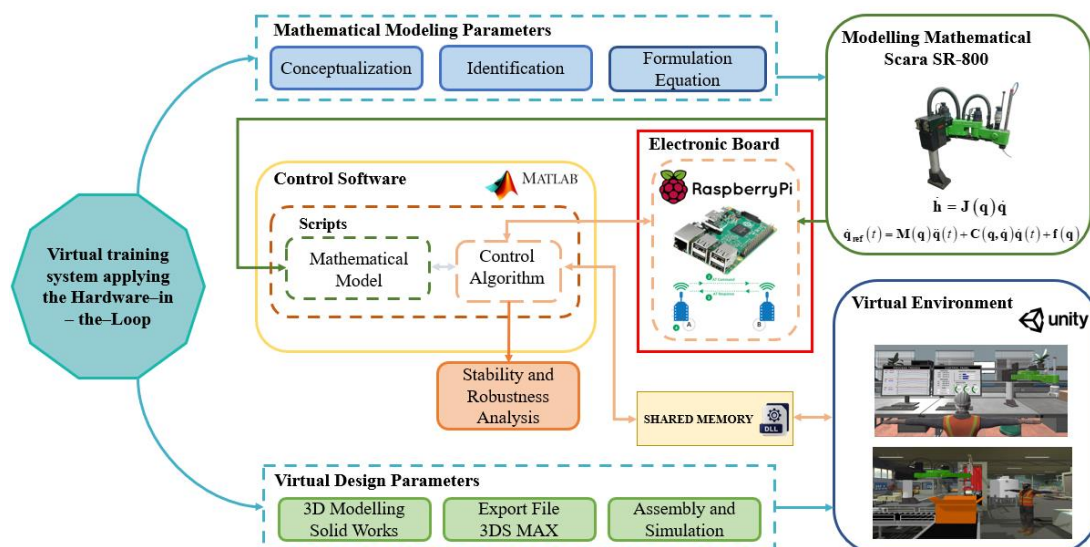 Mathematical Modeling Parameters
Conceptualization
Identification
Formulation
Equation
Modelling Mathematical
Scara SR-800
ḣ = J(q)q̇
q̇ref(t) = M(q)q̈(t)+C(q,q̇)q̇(t)+f(q)
Virtual training
system applying
the Hardware–in
– the–Loop
Control Software
MATLAB
Scripts
Mathematical
Model
Control
Algorithm
Stability and
Robustness
Analysis
Electronic Board
RaspberryPi
A
B
SHARED MEMORY
DLL
Virtual Environment
unity
Virtual Design Parameters
3D Modelling
Solid Works
Export File
3DS MAX
Assembly and
Simulation